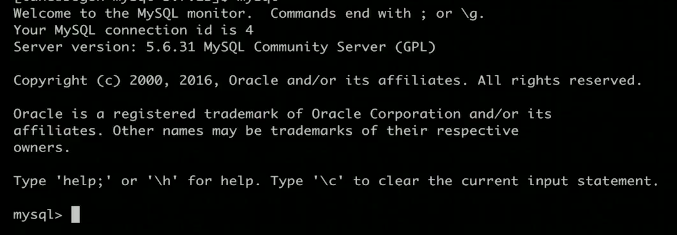 Welcome to the MySQL monitor.  Commands end with ; or \g.
Your MySQL connection id is 4
Server version: 5.6.31 MySQL Community Server (GPL)
Copyright (c) 2000, 2016, Oracle and/or its affiliates. All rights reserved.
Oracle is a registered trademark of Oracle Corporation and/or its
affiliates. Other names may be trademarks of their respective
owners.
Type 'help;' or '\h' for help. Type '\c' to clear the current input statement.
mysql>